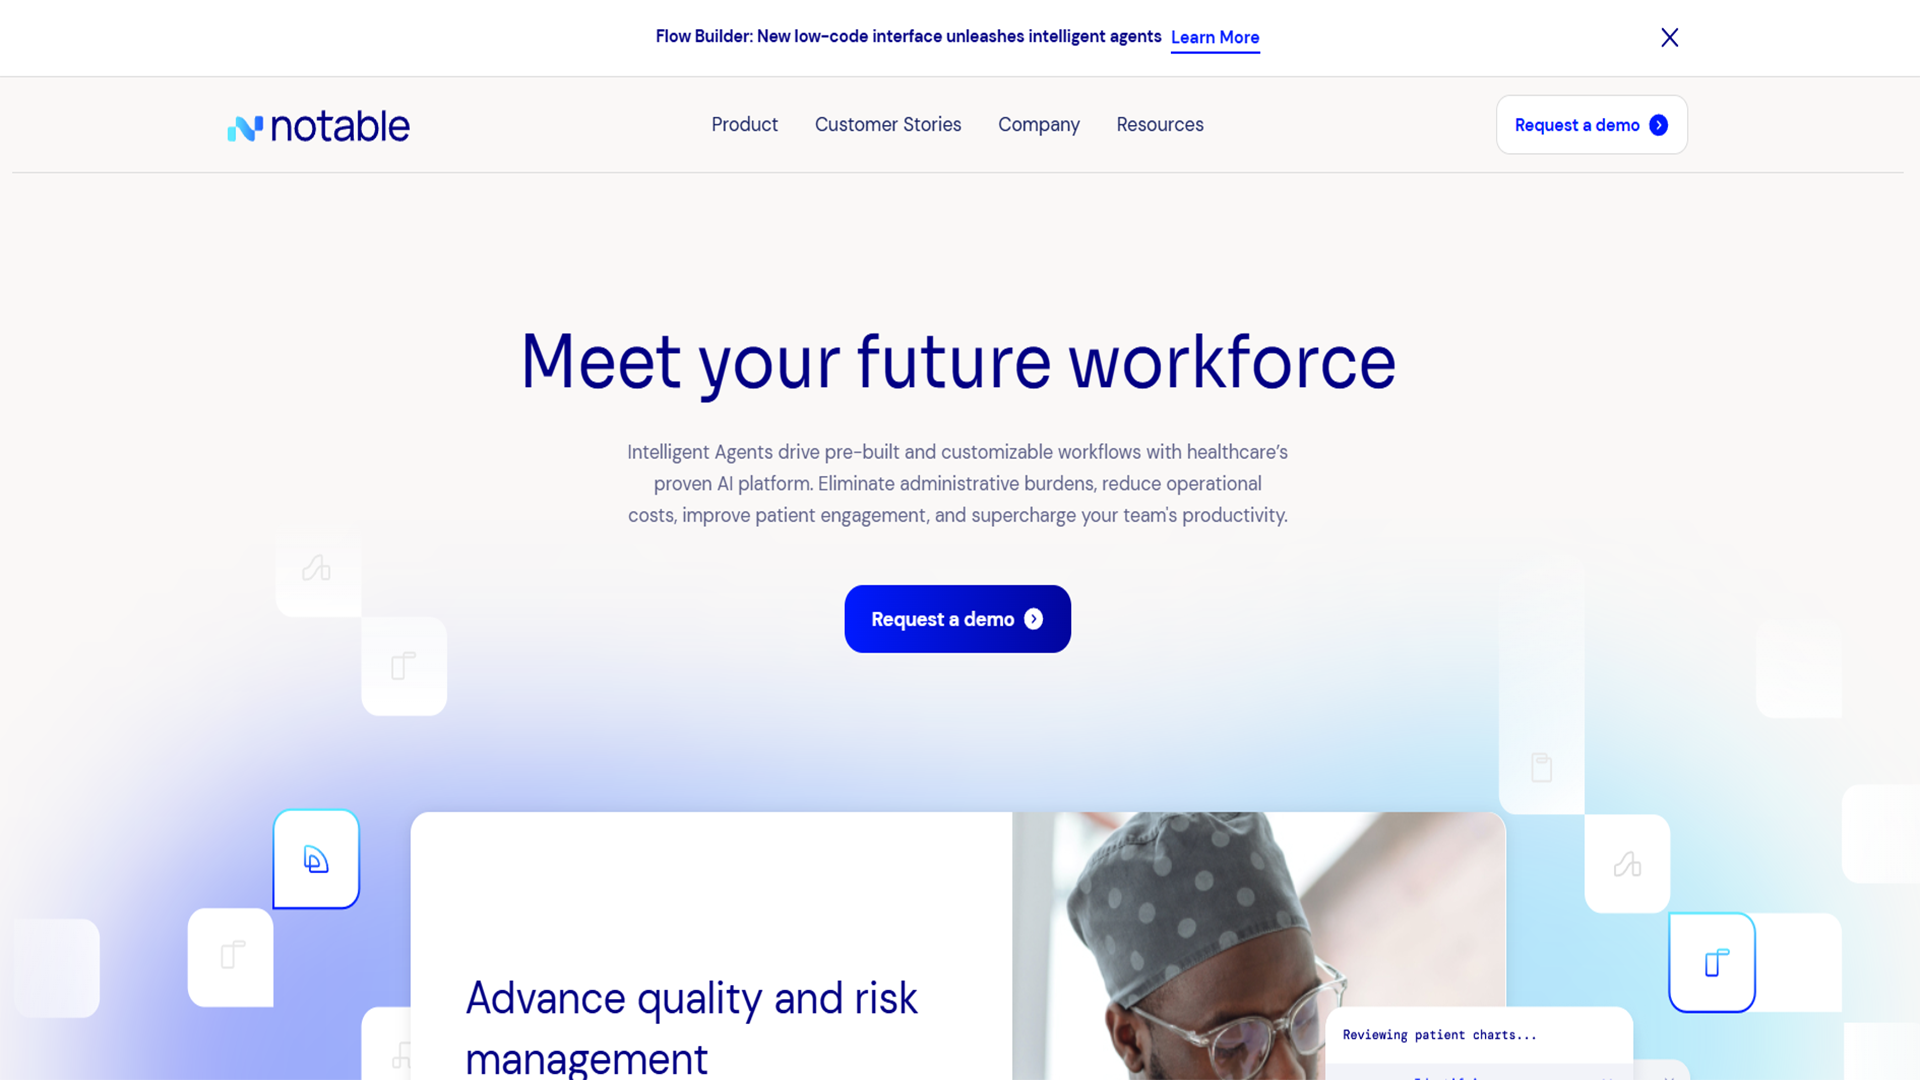 Flow Builder: New low-code interface unleashes intelligent agents Learn More
notable
Product Customer Stories Company Resources
Request a demo
Meet your future workforce
Intelligent Agents drive pre-built and customizable workflows with healthcare’s
proven AI platform. Eliminate administrative burdens, reduce operational
costs, improve patient engagement, and supercharge your team's productivity.
Request a demo
Advance quality and risk
management
Reviewing patient charts...